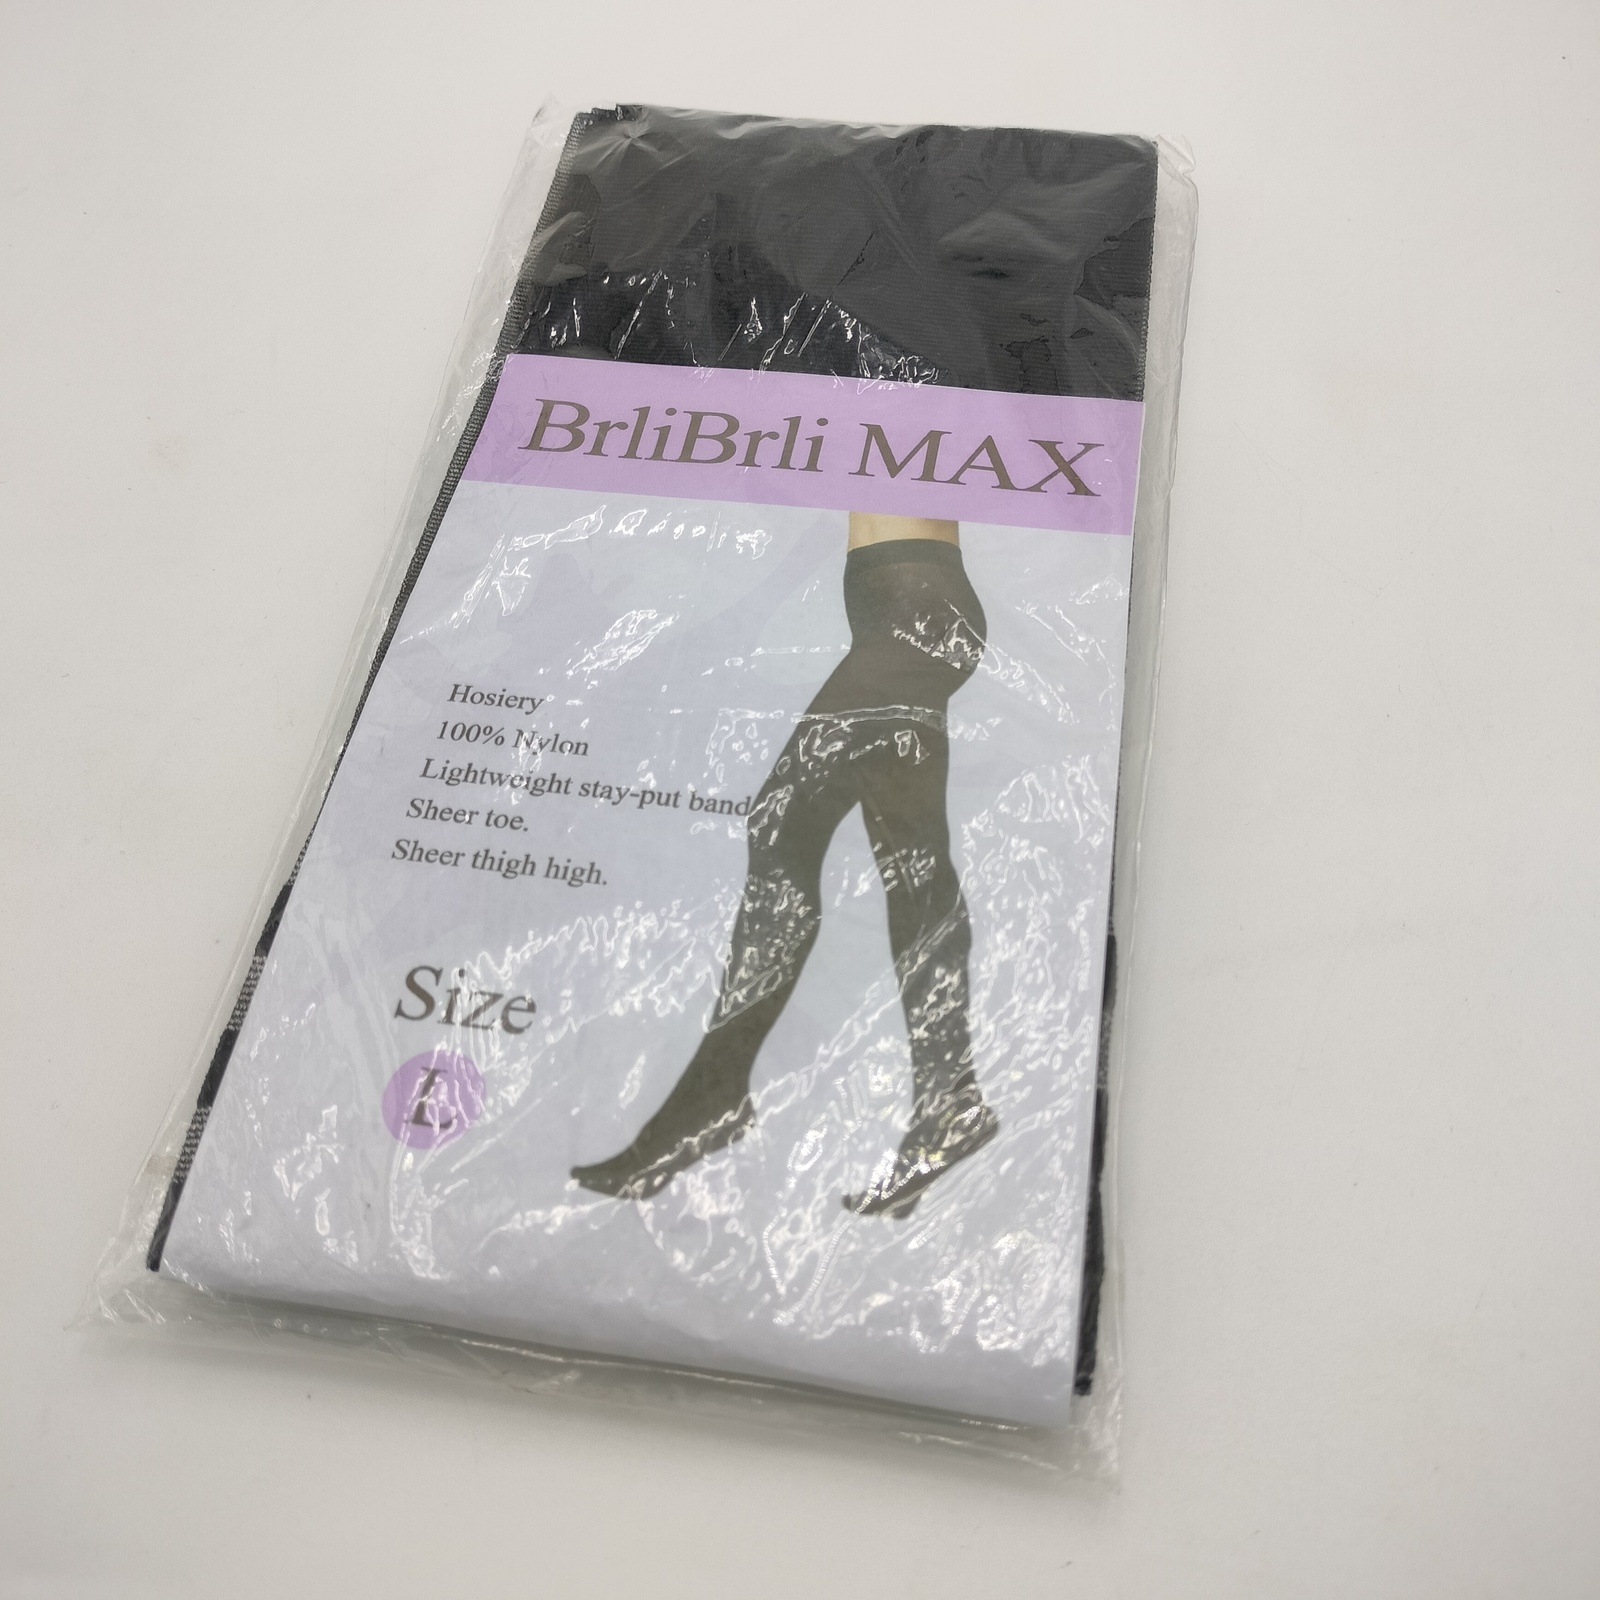 BrliBrli MAX
Hosiery
100% Nylon
Lightweight stay-put band
Sheer toe.
Sheer thigh high.
Size
L